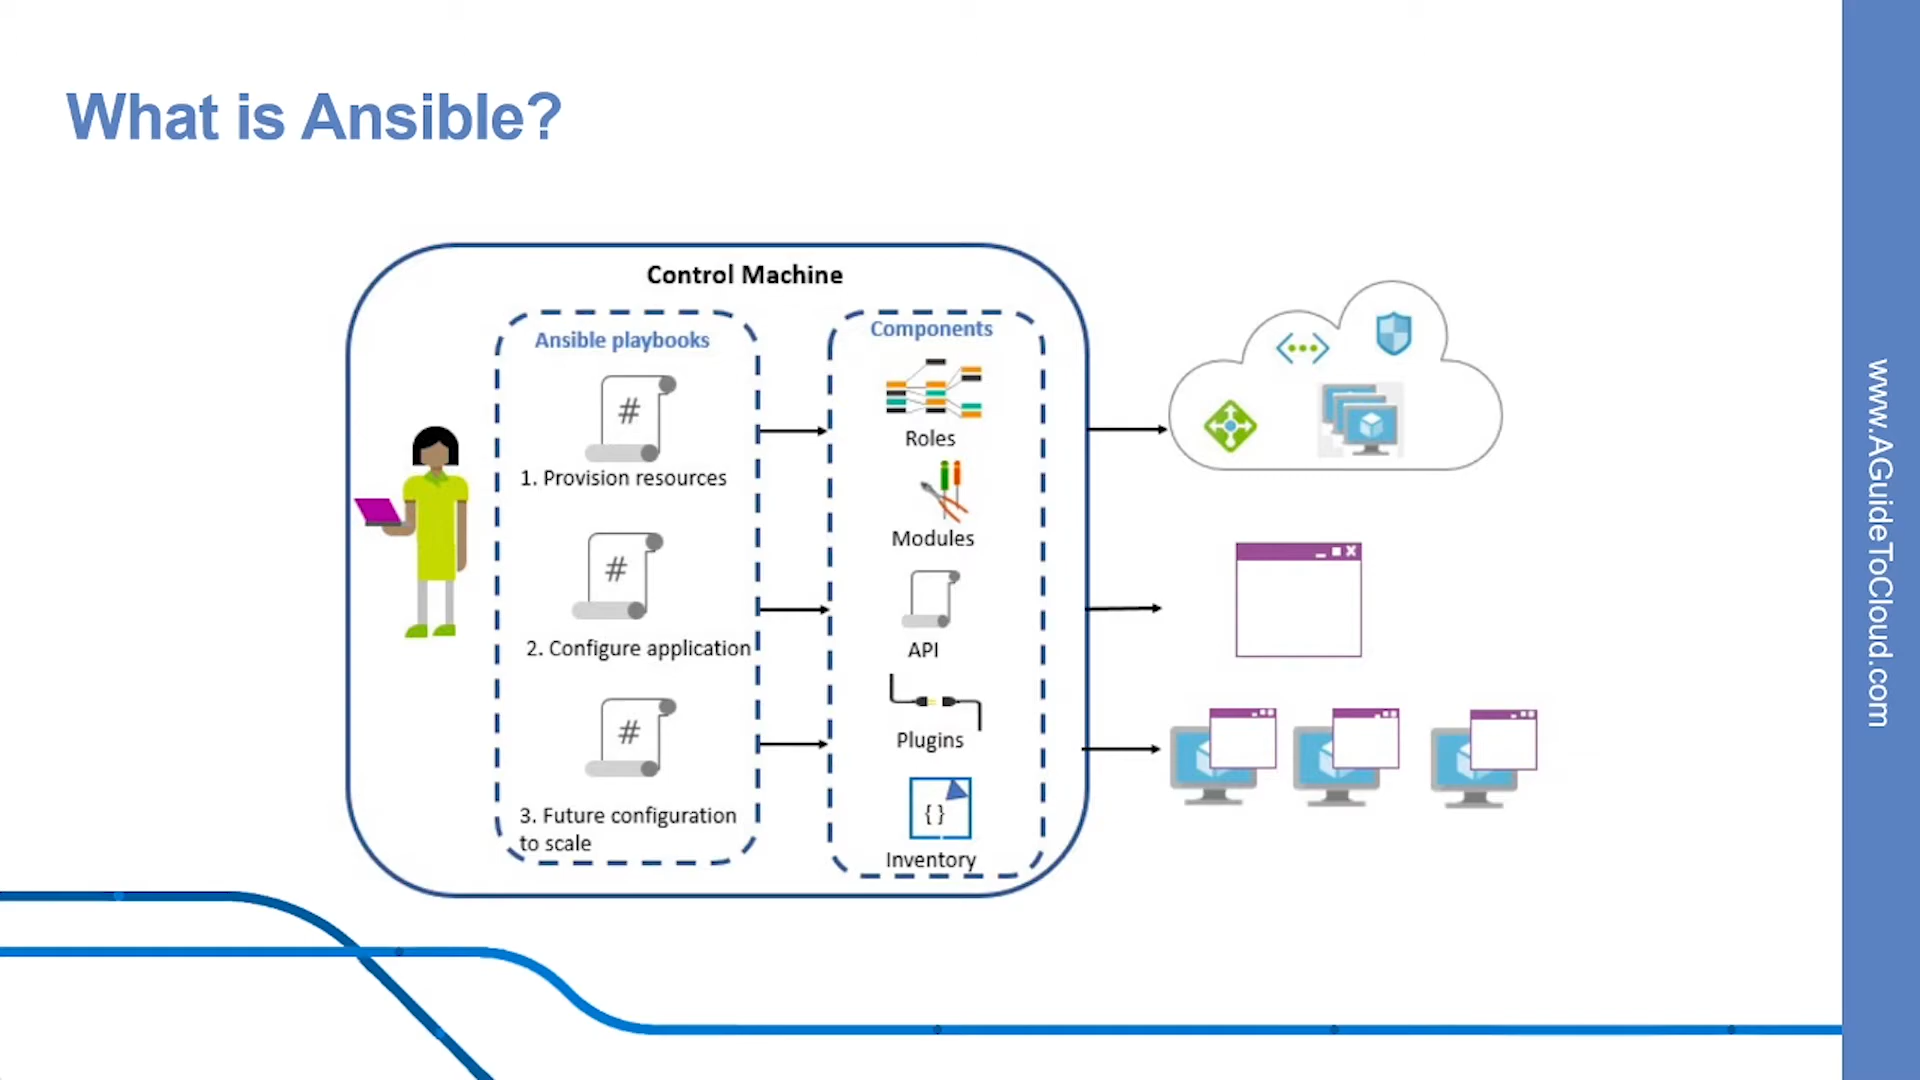 What is Ansible?
Control Machine
Ansible playbooks
#
1. Provision resources
#
2. Configure application
#
3. Future configuration
to scale
Components
Roles
Modules
API
Plugins
{ }
Inventory
www.AGuideToCloud.com